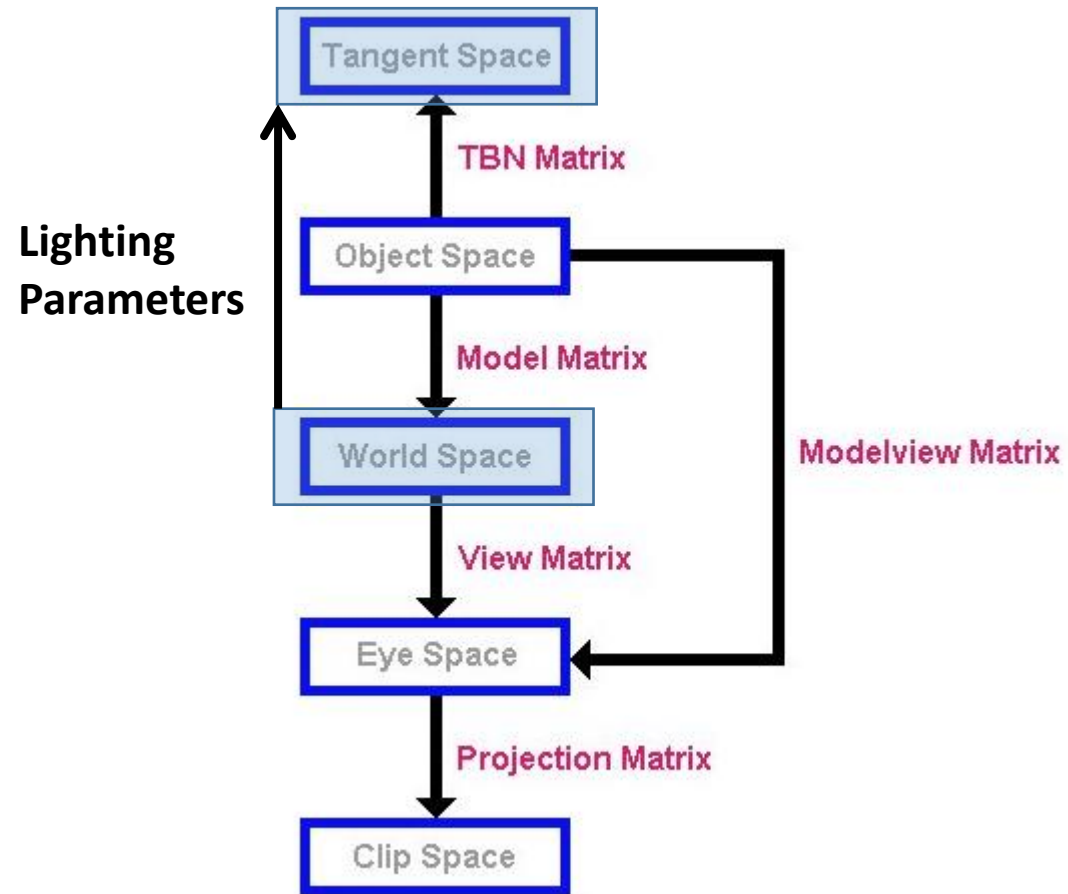 Tangent Space
TBN Matrix
Lighting
Parameters
Object Space
Model Matrix
World Space
Modelview Matrix
View Matrix
Eye Space
Projection Matrix
Clip Space